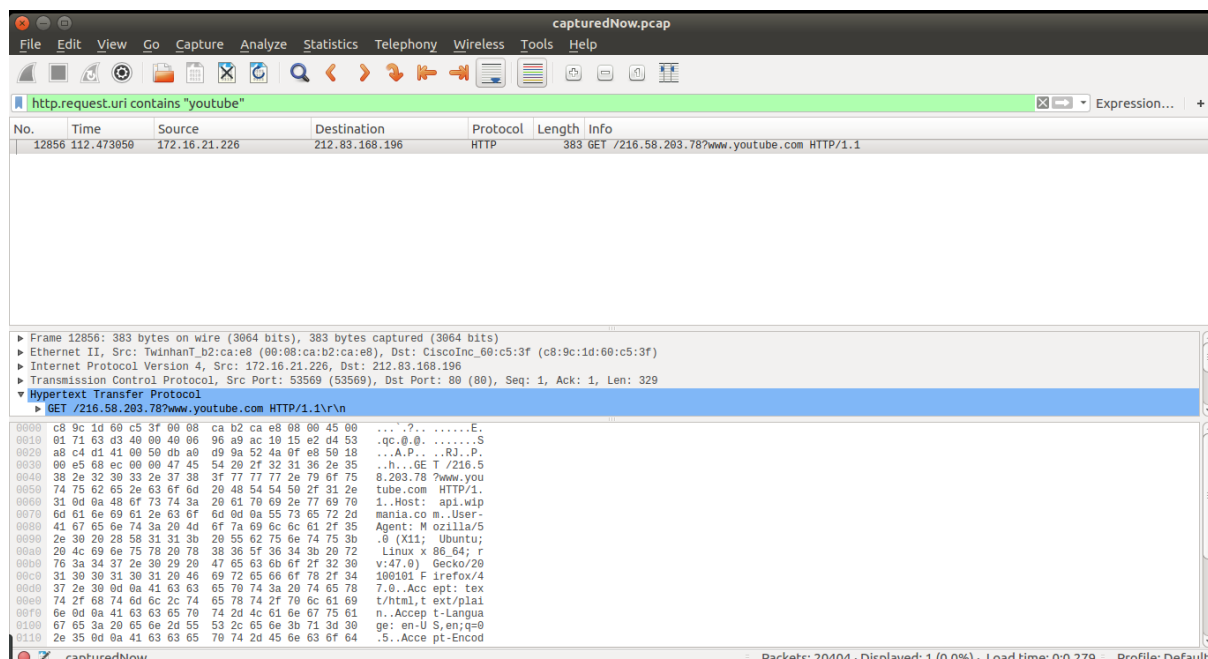 capturedNow.pcap
File Edit View Go Capture Analyze Statistics Telephony Wireless Tools Help
http.request.uri contains "youtube" Expression... +
No. Time Source Destination Protocol Length Info
12856 112.473050 172.16.21.226 212.83.168.196 HTTP 383 GET /216.58.203.78?www.youtube.com HTTP/1.1
Frame 12856: 383 bytes on wire (3064 bits), 383 bytes captured (3064 bits)
Ethernet II, Src: TwinhanT_b2:ca:e8 (00:08:ca:b2:ca:e8), Dst: CiscoInc_60:c5:3f (c8:9c:1d:60:c5:3f)
Internet Protocol Version 4, Src: 172.16.21.226, Dst: 212.83.168.196
Transmission Control Protocol, Src Port: 53569 (53569), Dst Port: 80 (80), Seq: 1, Ack: 1, Len: 329
Hypertext Transfer Protocol
GET /216.58.203.78?www.youtube.com HTTP/1.1\r\n
0000 c8 9c 1d 60 c5 3f 00 08 ca b2 ca e8 08 00 45 00 ...`.?.. ......E.
0010 01 71 63 d3 40 00 40 06 96 a9 ac 10 15 e2 d4 53 .qc.@.@. .......S
0020 a8 c4 d1 41 00 50 db a0 d9 9a 52 4a 0f e8 50 18 ...A.P.. ..RJ..P.
0030 00 e5 68 ec 00 00 47 45 54 20 2f 32 31 36 2e 35 ..h...GE T /216.5
0040 38 2e 32 30 33 2e 37 38 3f 77 77 77 2e 79 6f 75 8.203.78 ?www.you
0050 74 75 62 65 2e 63 6f 6d 20 48 54 54 50 2f 31 2e tube.com HTTP/1.
0060 31 0d 0a 48 6f 73 74 3a 20 61 70 69 2e 77 69 70 1..Host: api.wip
0070 6d 61 6e 69 61 2e 63 6f 6d 0d 0a 55 73 65 72 2d mania.co m..User-
0080 41 67 65 6e 74 3a 20 4d 6f 7a 69 6c 6c 61 2f 35 Agent: M ozilla/5
0090 2e 30 20 28 58 31 31 3b 20 55 62 75 6e 74 75 3b .0 (X11; Ubuntu;
00a0 20 4c 69 6e 75 78 20 78 38 36 5f 36 34 3b 20 72 Linux x 86_64; r
00b0 76 3a 34 37 2e 30 29 20 47 65 63 6b 6f 2f 32 30 v:47.0) Gecko/20
00c0 31 30 30 31 30 31 20 46 69 72 65 66 6f 78 2f 34 100101 F irefox/4
00d0 37 2e 30 0d 0a 41 63 63 65 70 74 3a 20 74 65 78 7.0..Acc ept: tex
00e0 74 2f 68 74 6d 6c 2c 74 65 78 74 2f 70 6c 61 69 t/html,t ext/plai
00f0 6e 0d 0a 41 63 63 65 70 74 2d 4c 61 6e 67 75 61 n..Accep t-Langua
0100 67 65 3a 20 65 6e 2d 55 53 2c 65 6e 3b 71 3d 30 ge: en-U S,en;q=0
0110 2e 35 0d 0a 41 63 63 65 70 74 2d 45 6e 63 6f 64 .5..Acce pt-Encod
capturedNow Packets: 20404 · Displayed: 1 (0.0%) · Load time: 0:0.279 Profile: Default